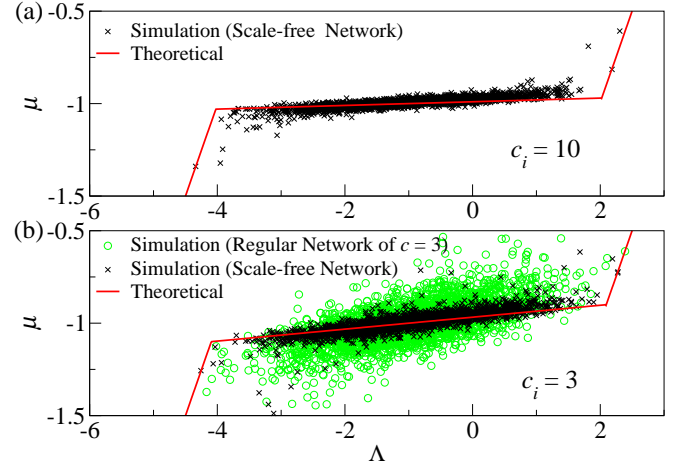 (a)
-0.5
× Simulation (Scale-free Network)
Theoretical
μ
-1
c_i = 10
-1.5
-6 -4 -2 0 2
(b)
-0.5
○ Simulation (Regular Network of c = 3)
× Simulation (Scale-free Network)
Theoretical
μ
-1
c_i = 3
-1.5
-6 -4 -2 0 2
Λ